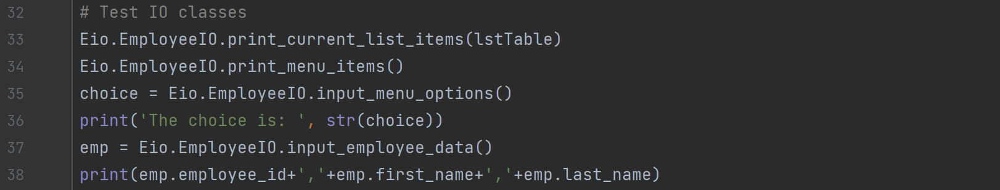 32 # Test IO classes
33 Eio.EmployeeIO.print_current_list_items(lstTable)
34 Eio.EmployeeIO.print_menu_items()
35 choice = Eio.EmployeeIO.input_menu_options()
36 print('The choice is: ', str(choice))
37 emp = Eio.EmployeeIO.input_employee_data()
38 print(emp.employee_id+','+emp.first_name+','+emp.last_name)